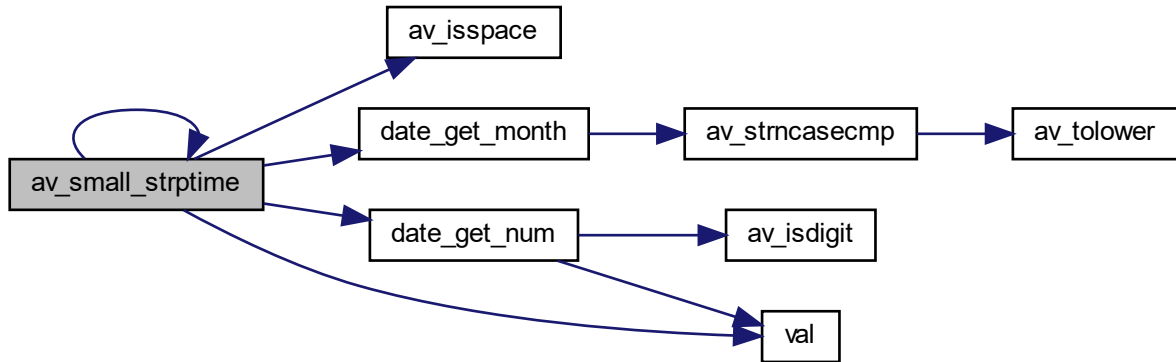 av_isspace
date_get_month
av_strncasecmp
av_tolower
av_small_strptime
date_get_num
av_isdigit
val